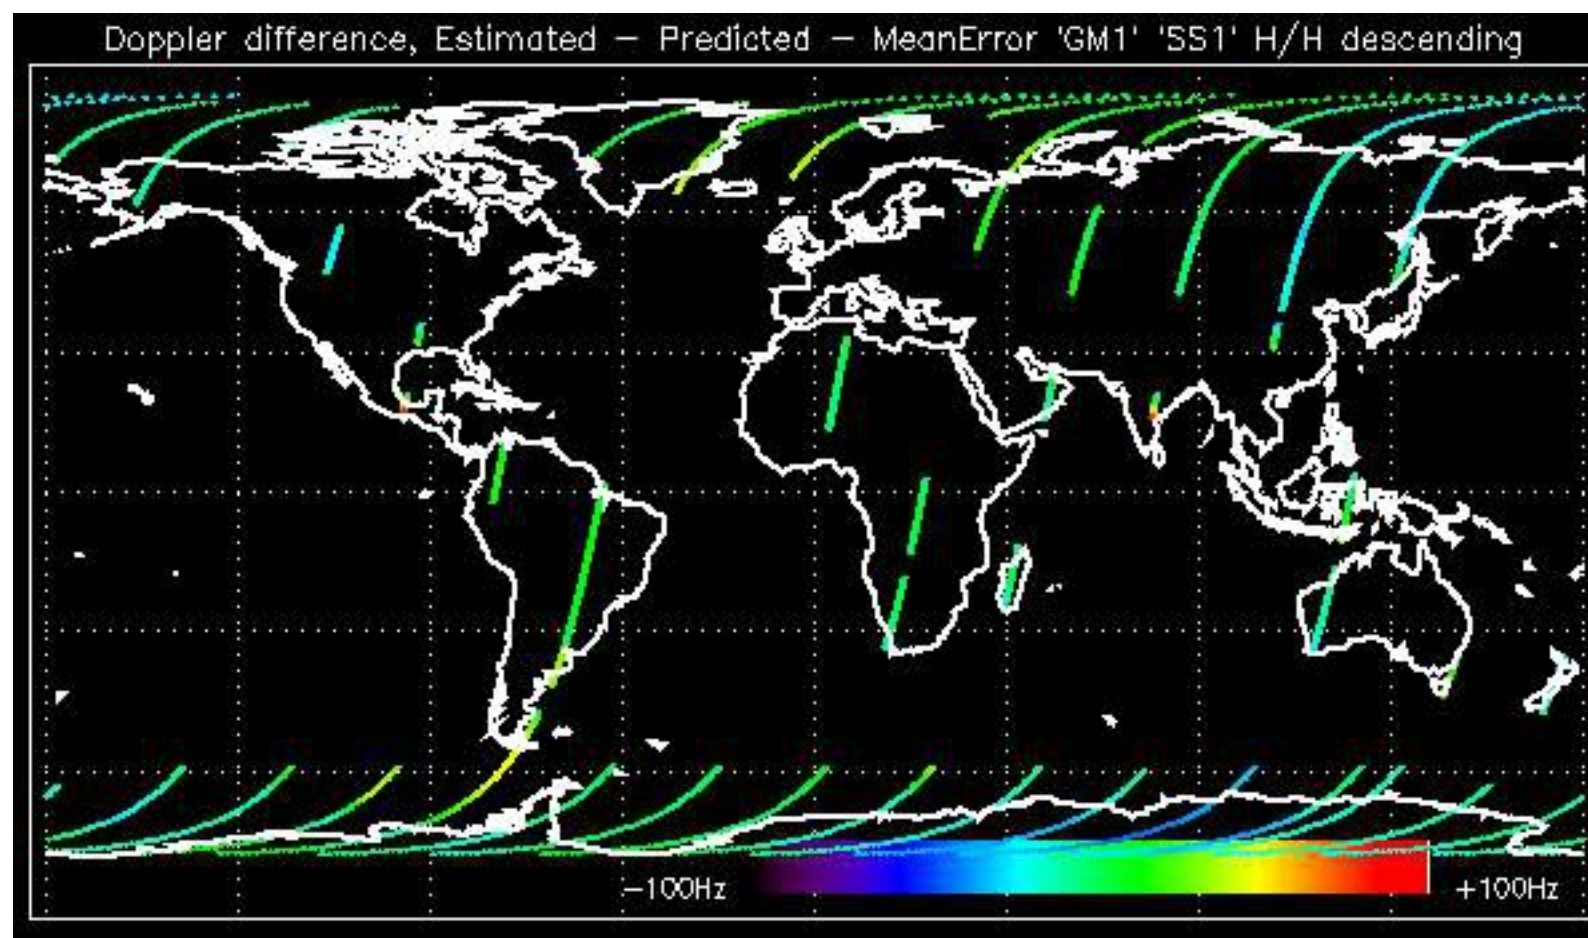 Doppler difference, Estimated − Predicted − MeanError 'GM1' 'SS1' H/H descending
−100Hz
+100Hz